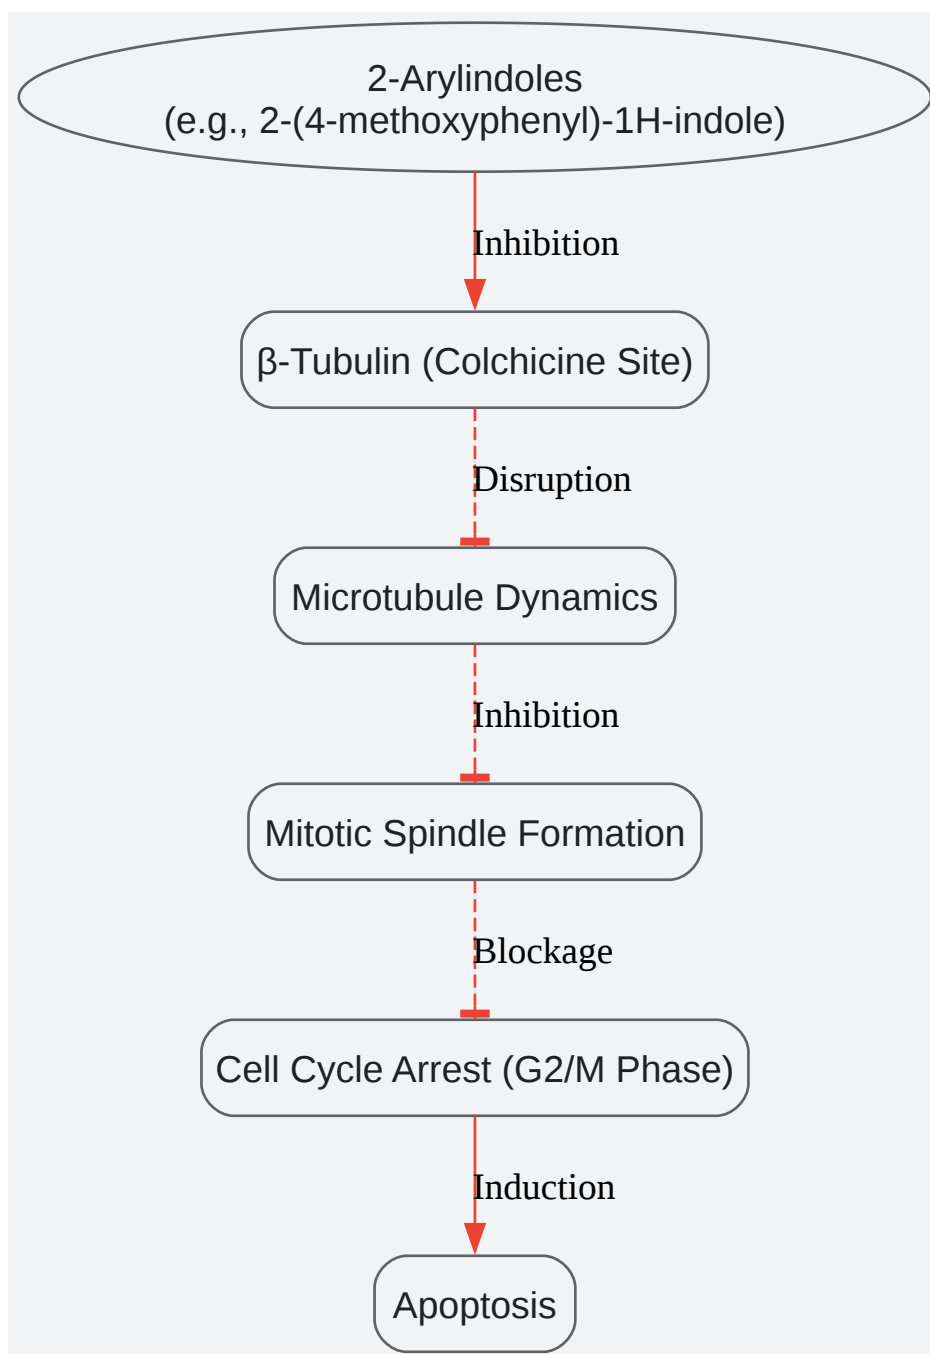 2-Arylindoles
(e.g., 2-(4-methoxyphenyl)-1H-indole)
Inhibition
β-Tubulin (Colchicine Site)
Disruption
Microtubule Dynamics
Inhibition
Mitotic Spindle Formation
Blockage
Cell Cycle Arrest (G2/M Phase)
Induction
Apoptosis